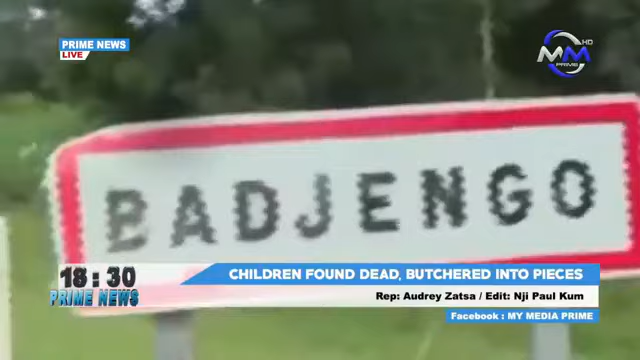 PRIME NEWS
LIVE
MM HD
PRIME
BADJENGO
18 : 30
PRIME NEWS
CHILDREN FOUND DEAD, BUTCHERED INTO PIECES
Rep: Audrey Zatsa / Edit: Nji Paul Kum
Facebook : MY MEDIA PRIME